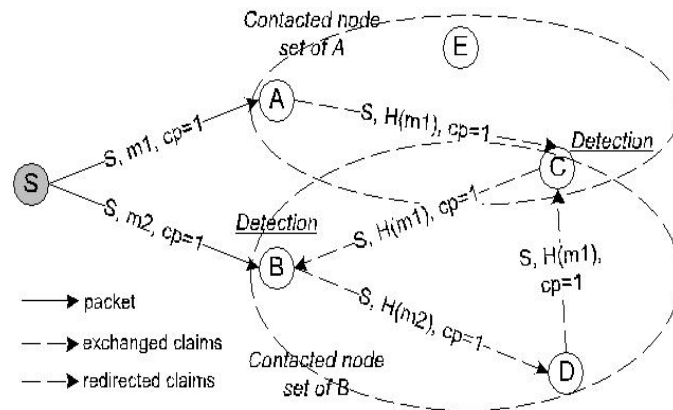 Contacted node
set of A
E
A
S, m1, cp=1
S, H(m1), cp=1
Detection
C
S
S, m2, cp=1
Detection
S, H(m1), cp=1
B
S, H(m1),
cp=1
S, H(m2), cp=1
packet
exchanged claims
redirected claims
Contacted node
set of B
D